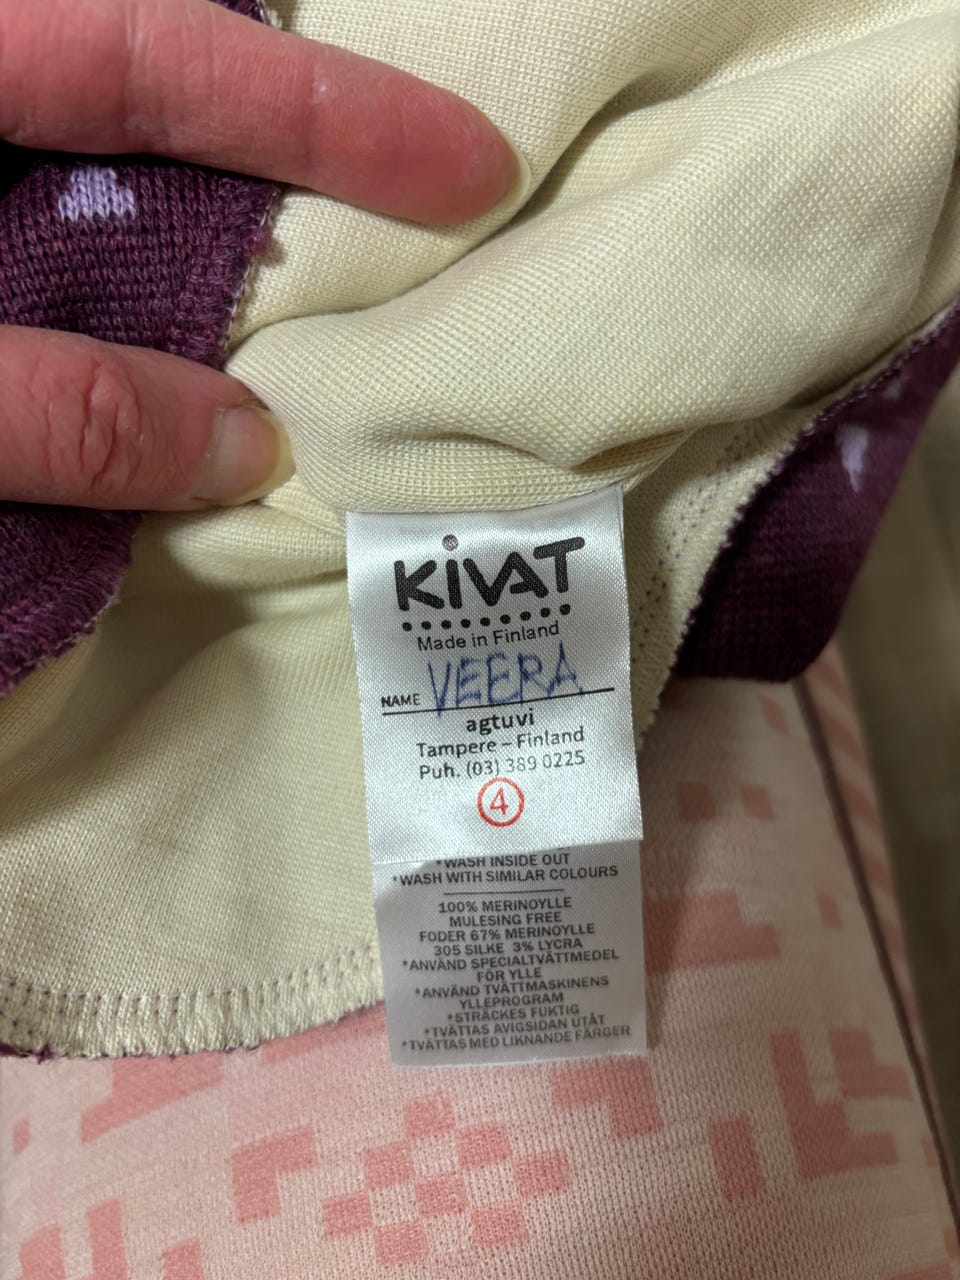 KIVAT
Made in Finland
NAME VEERA
agtuvi
Tampere – Finland
Puh. (03) 389 0225
4
*WASH INSIDE OUT
*WASH WITH SIMILAR COLOURS
100% MERINOYLLE
MULESING FREE
FODER 67% MERINOYLLE
305 SILKE 3% LYCRA
*ANVÄND SPECIALTVÄTTMEDEL
FÖR YLLE
*ANVÄND TVÄTTMASKINENS
YLLEPROGRAM
*STRÄCKES FUKTIG
*TVÄTTAS AVIGSIDAN UTÅT
*TVÄTTAS MED LIKNANDE FÄRGER